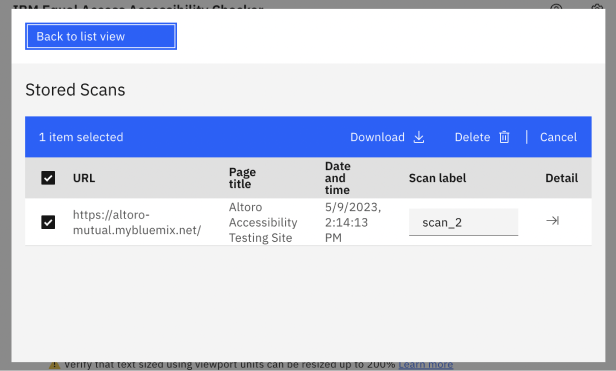 IBM Equal Access Accessibility Checker
Back to list view
Stored Scans
1 item selected
Download
Delete
Cancel
URL
Page
title
Date
and
time
Scan label
Detail
https://altoro-
mutual.mybluemix.net/
Altoro
Accessibility
Testing Site
5/9/2023,
2:14:13
PM
scan_2
Verify that text sized using viewport units can be resized up to 200% Learn more